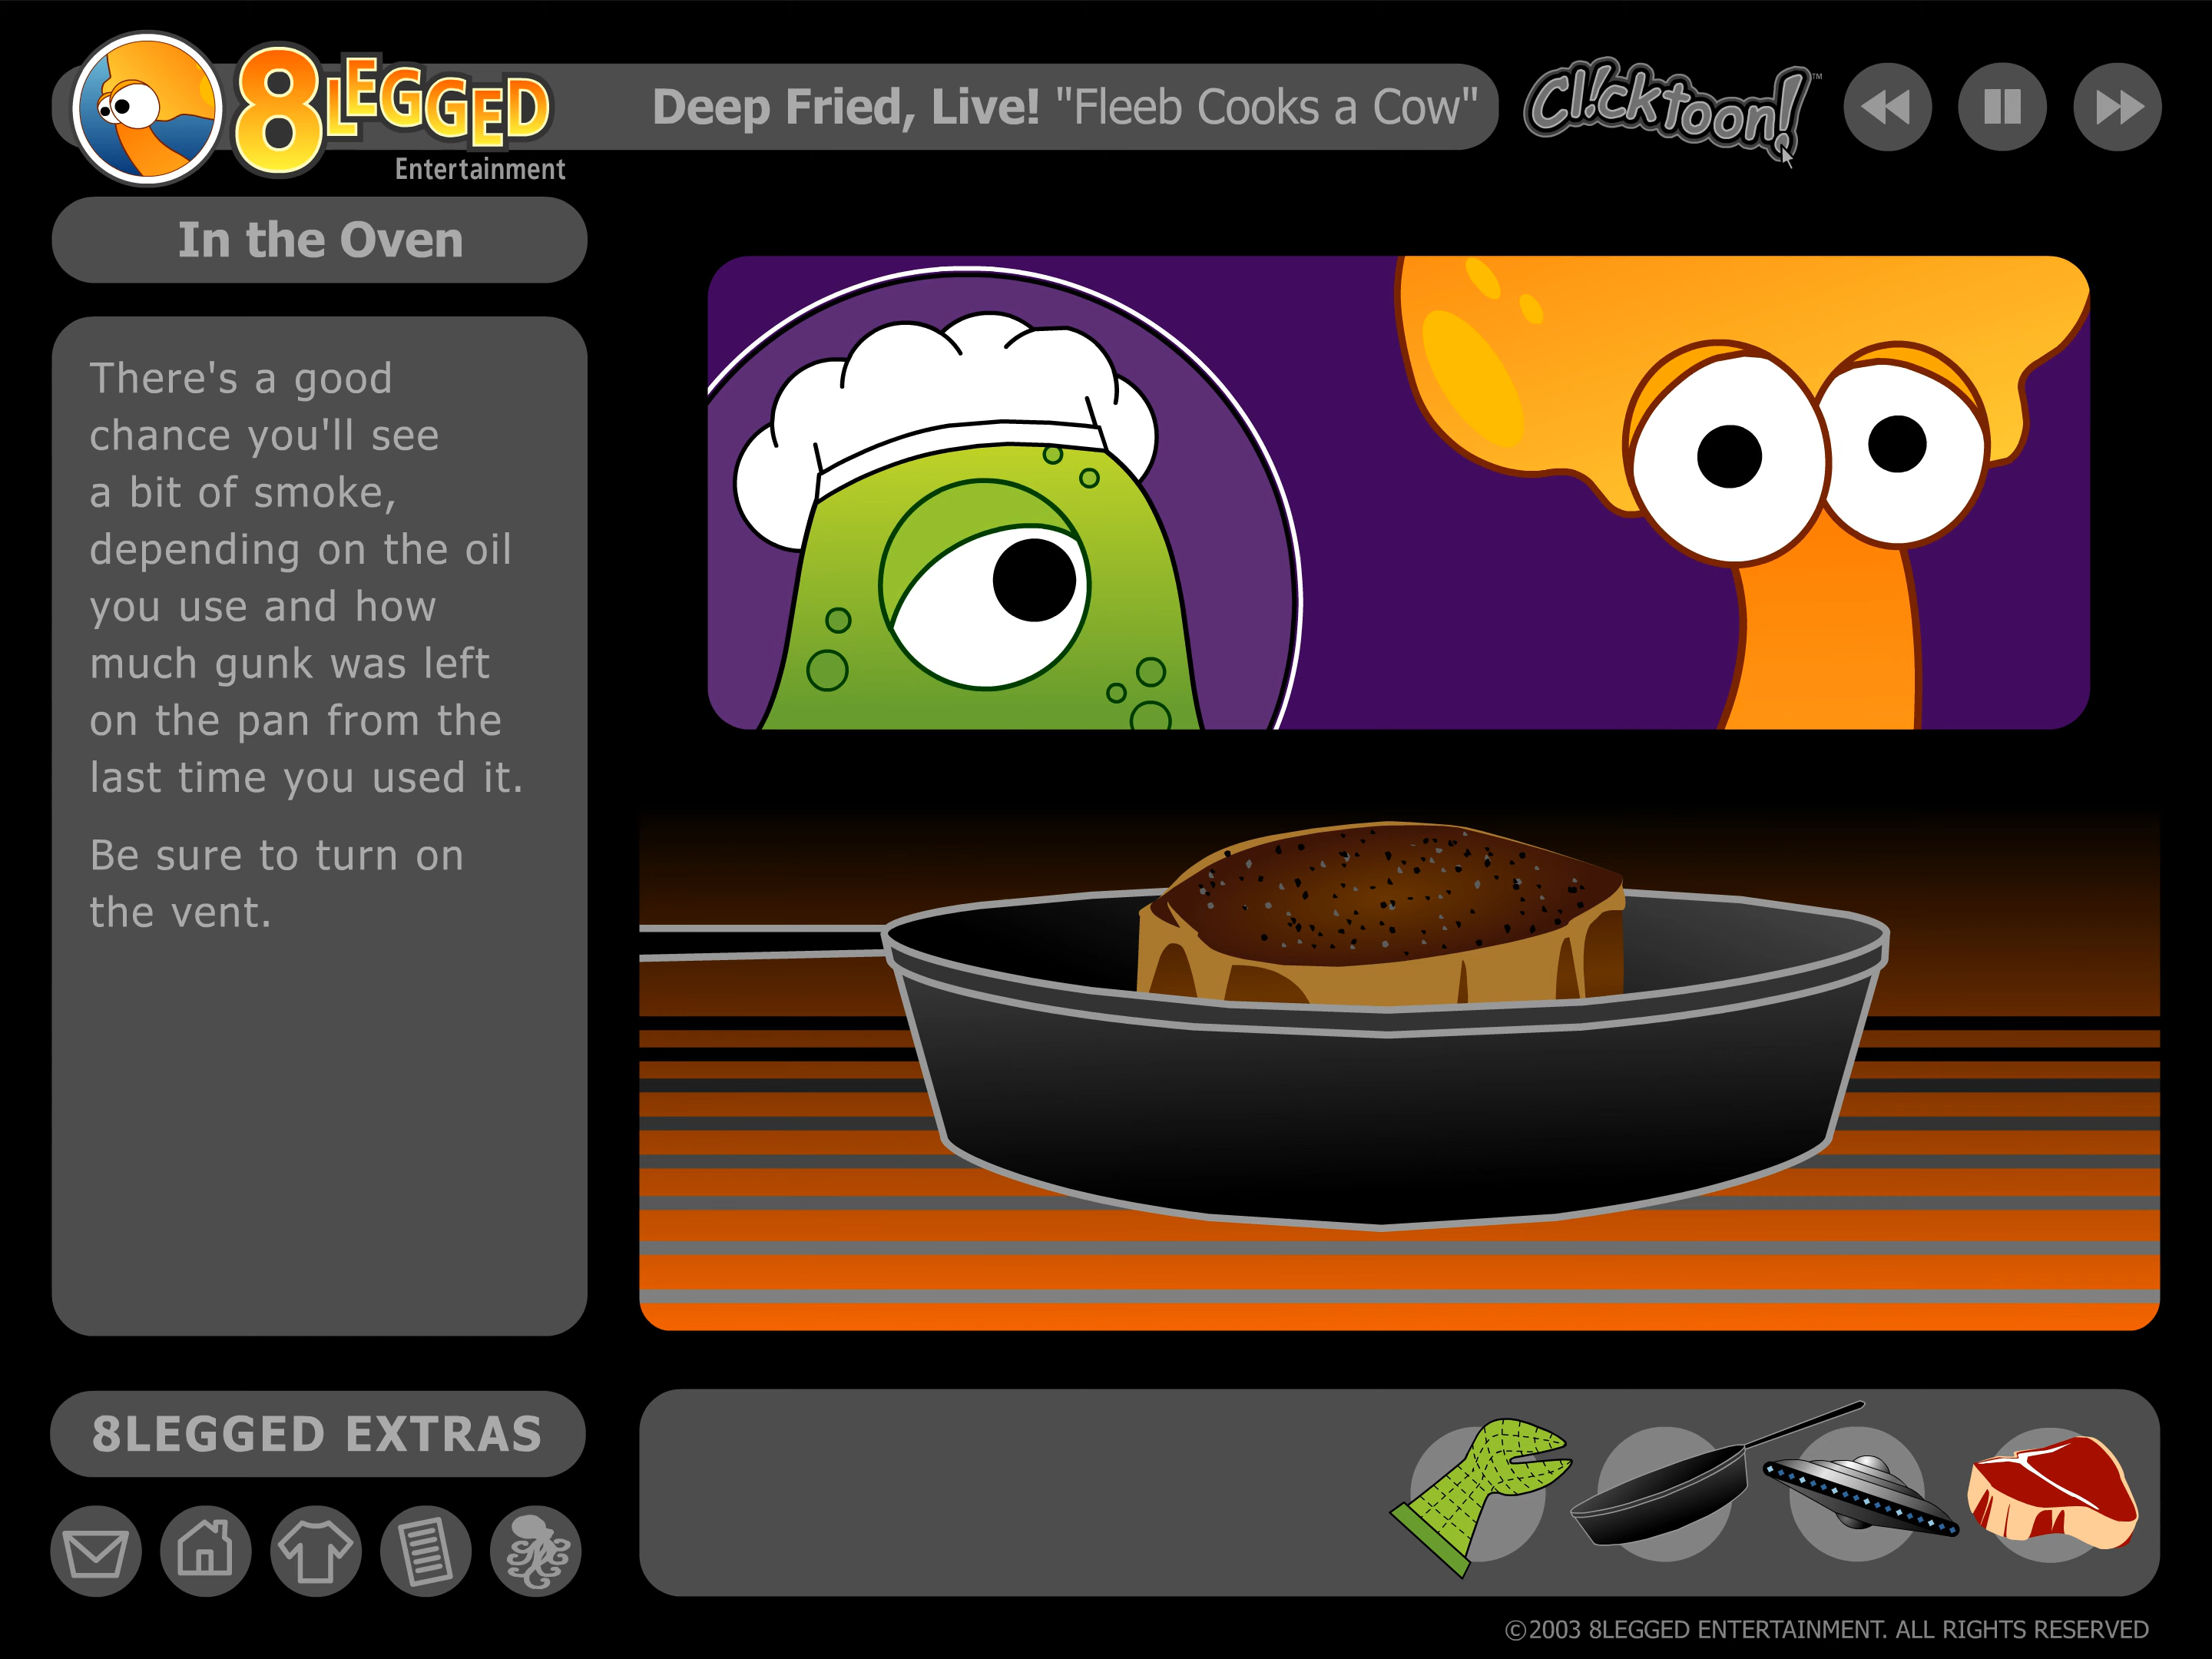 8LEGGED
Entertainment
Deep Fried, Live! "Fleeb Cooks a Cow"
Cl!cktoon!™
In the Oven
There's a good
chance you'll see
a bit of smoke,
depending on the oil
you use and how
much gunk was left
on the pan from the
last time you used it.
Be sure to turn on
the vent.
8LEGGED EXTRAS
©2003 8LEGGED ENTERTAINMENT. ALL RIGHTS RESERVED